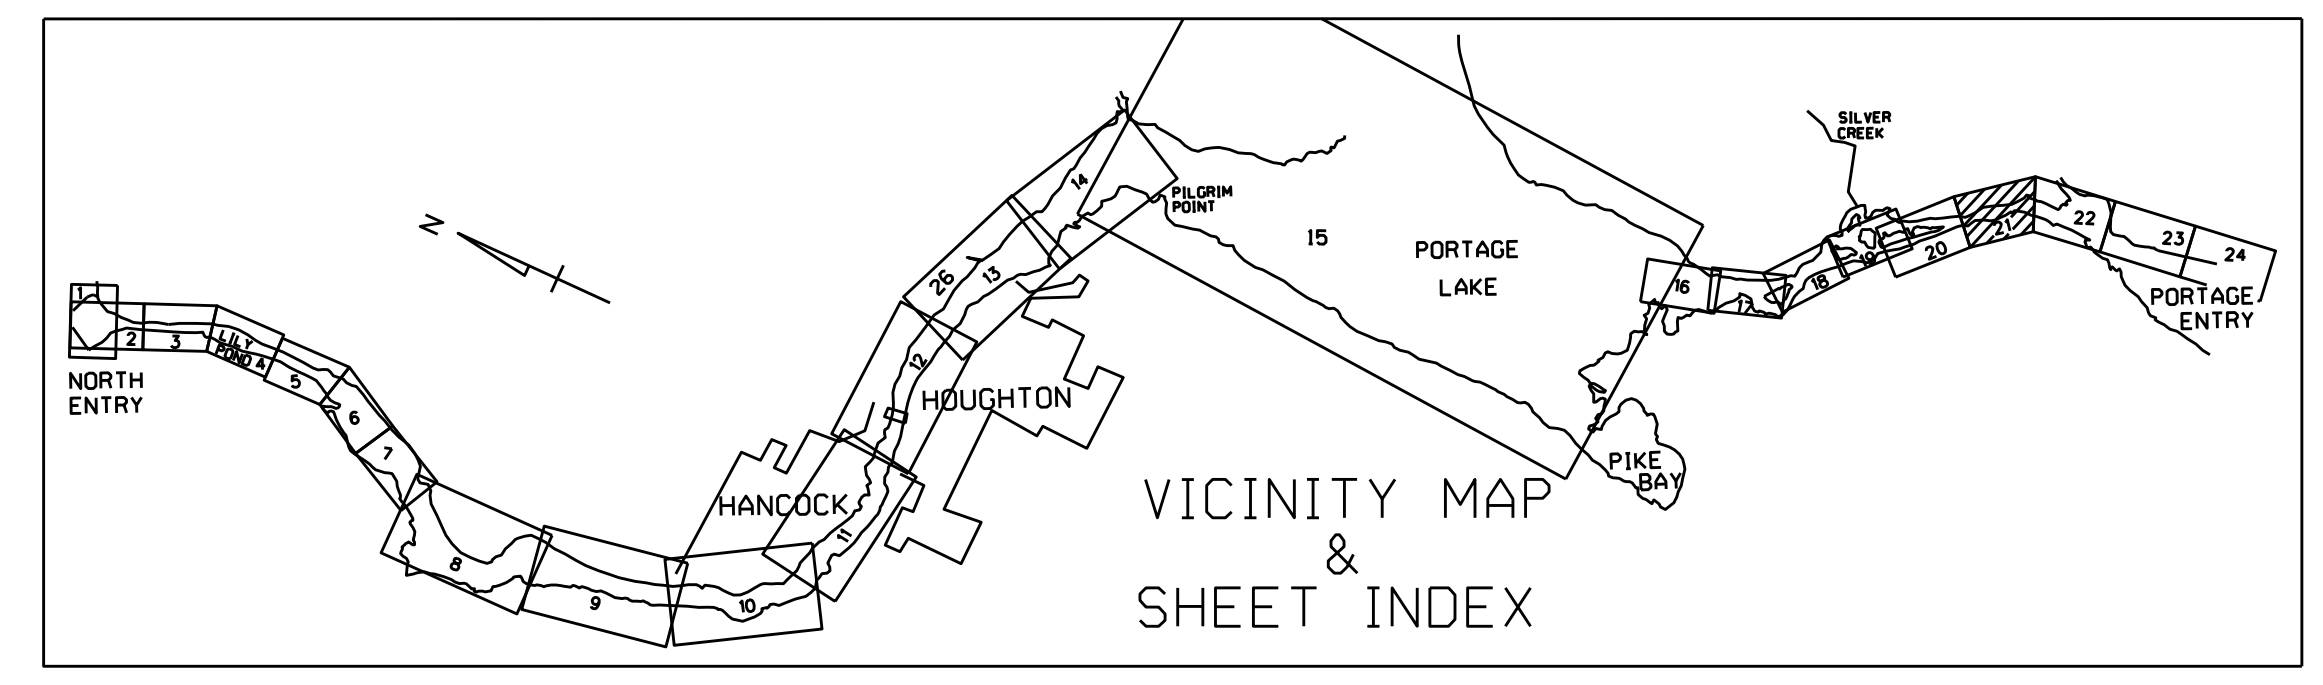 N
1
2
3
LILY
POND 4
5
6
7
NORTH
ENTRY
8
9
10
11
HANCOCK
12
HOUGHTON
26
13
14
PILGRIM
POINT
15
PORTAGE
LAKE
16
17
18
19
20
21
22
23
24
SILVER
CREEK
PORTAGE
ENTRY
PIKE
BAY
VICINITY MAP
&
SHEET INDEX